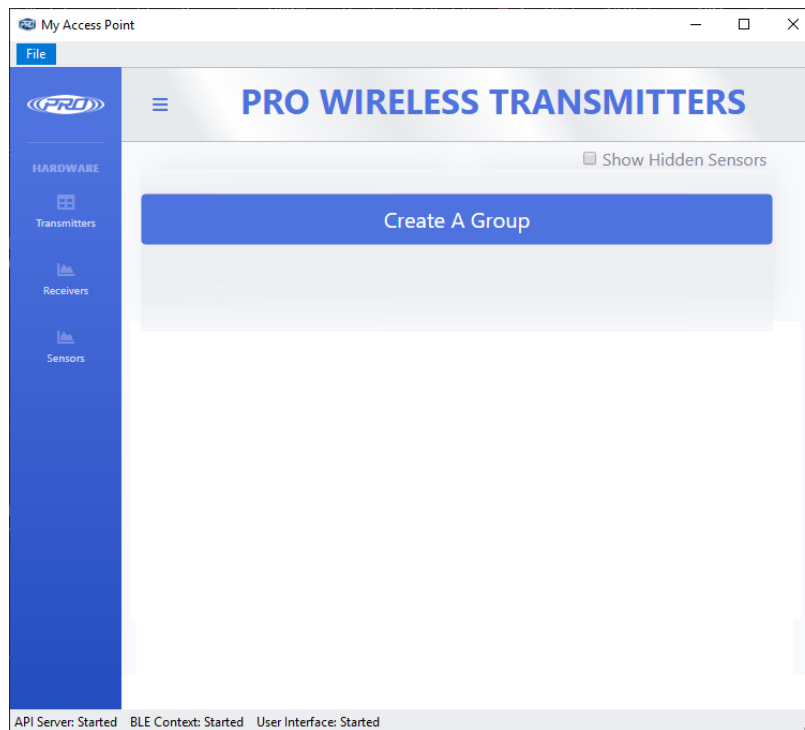 My Access Point
File
PRO
PRO WIRELESS TRANSMITTERS
HARDWARE
Show Hidden Sensors
Transmitters
Create A Group
Receivers
Sensors
API Server: Started BLE Context: Started User Interface: Started